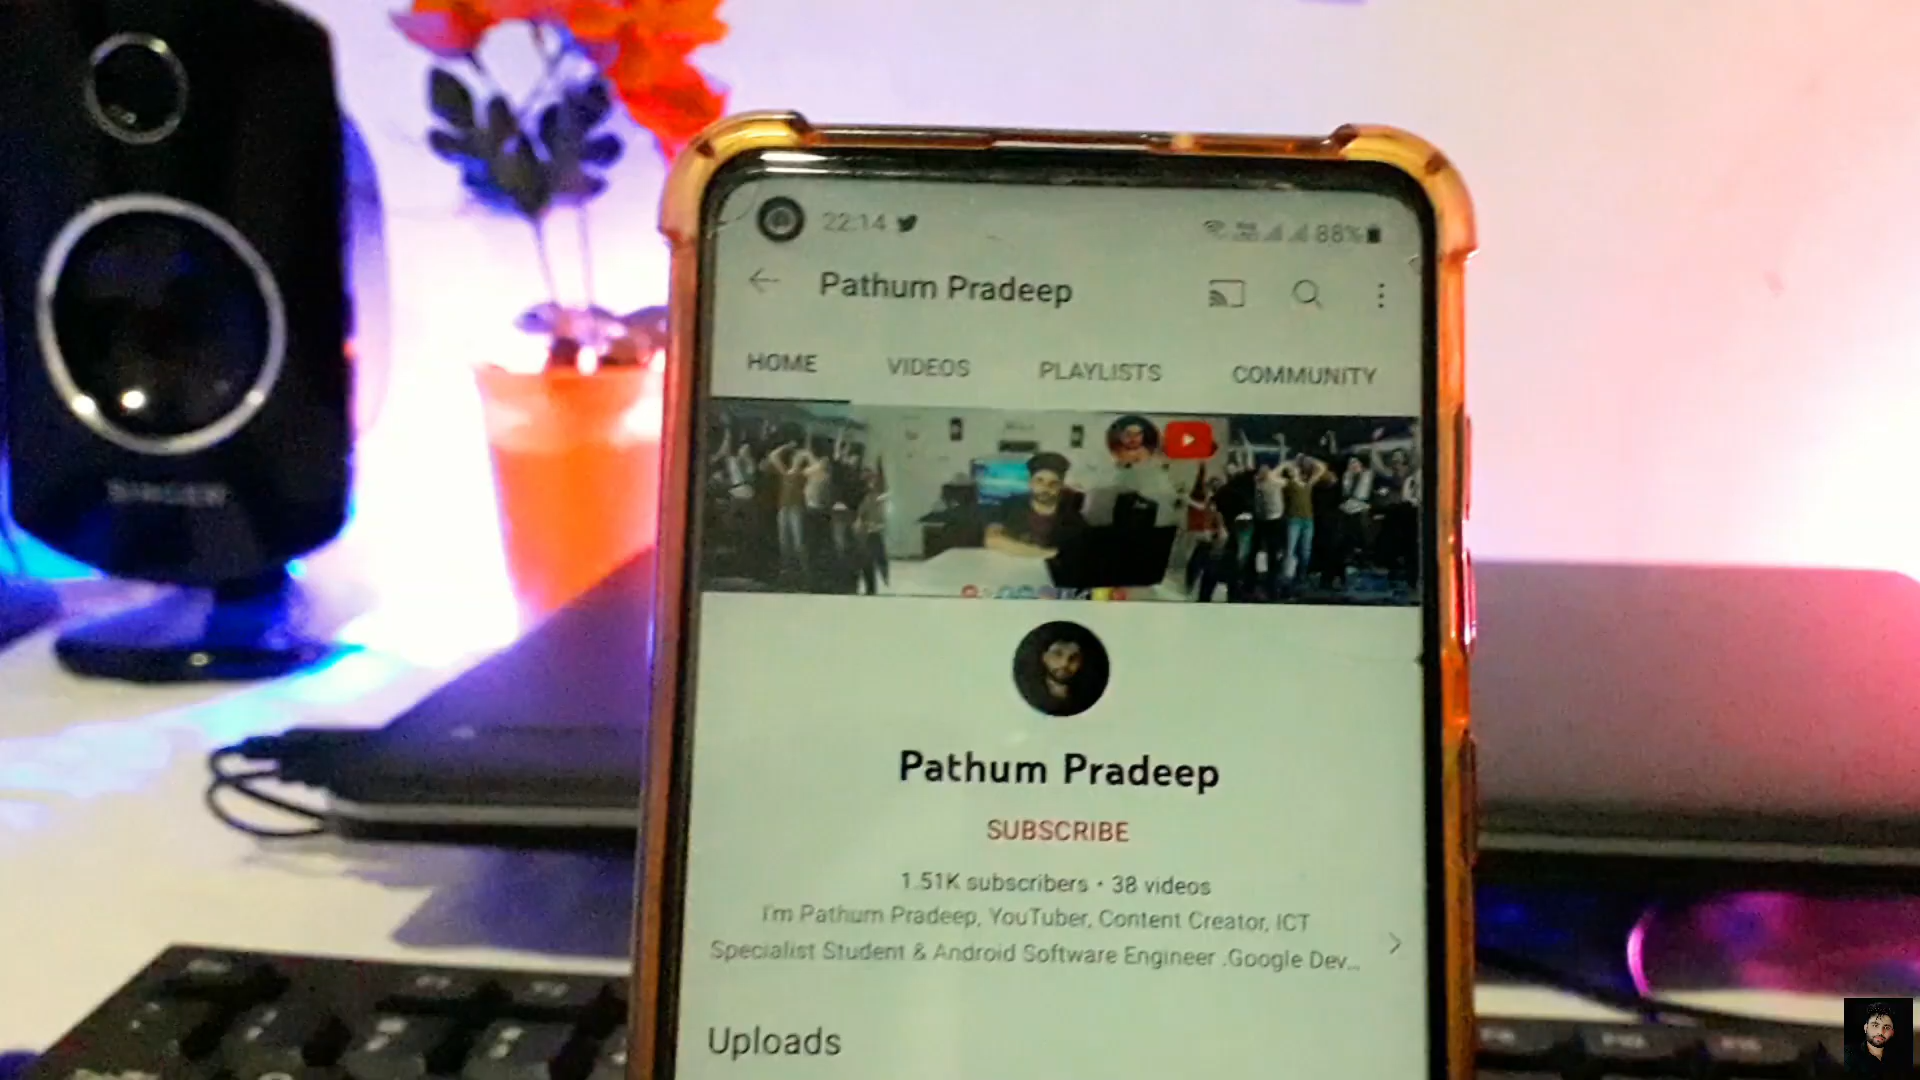 22:14
88%
Pathum Pradeep
HOME VIDEOS PLAYLISTS COMMUNITY
SINGER
Pathum Pradeep
SUBSCRIBE
1.51K subscribers • 38 videos
I'm Pathum Pradeep, YouTuber, Content Creator, ICT
Specialist Student & Android Software Engineer .Google Dev...
Uploads